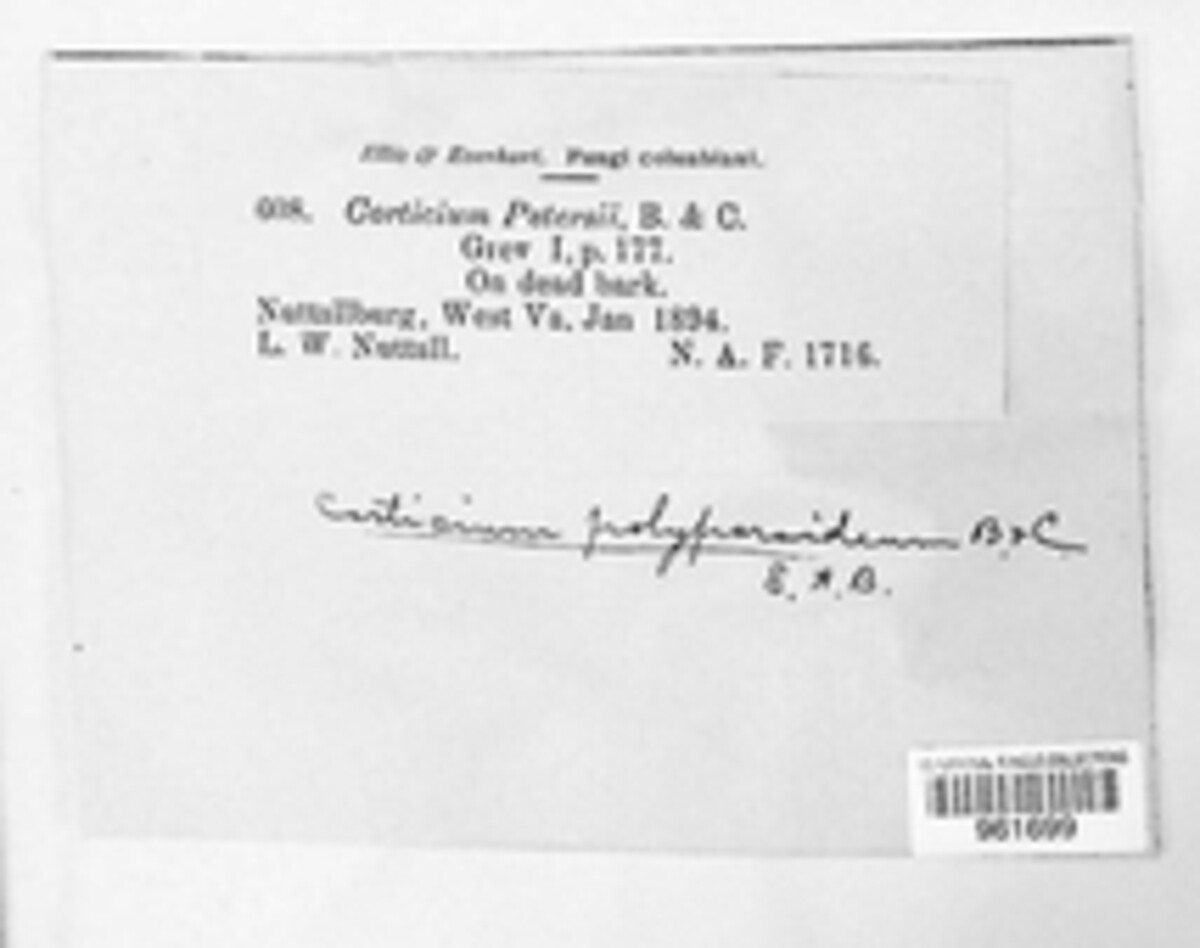 Ellis & Everhart. Fungi columbiani.
608. Corticium Petersii, B. & C.
Grev I, p. 177.
On dead bark.
Nuttallburg, West Va, Jan 1894.
L. W. Nuttall.
N. A. F. 1716.
Corticium polyporoideum B & C.
E. A. B.
961699